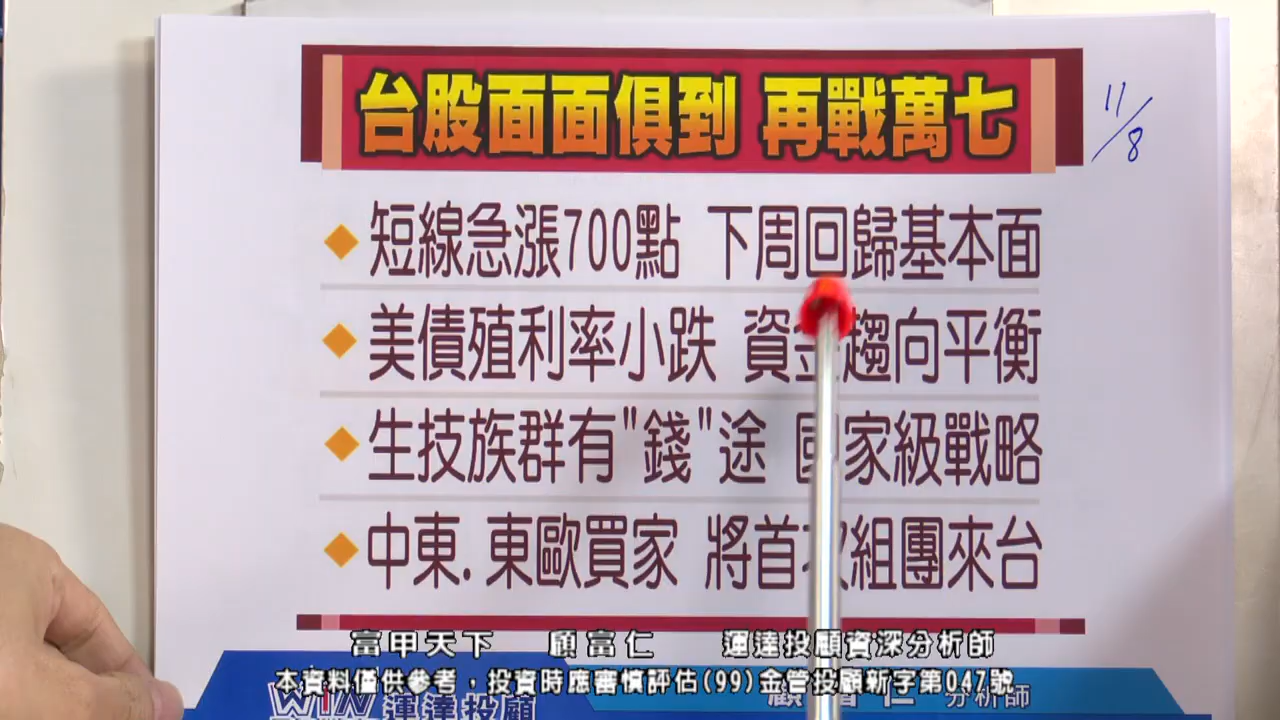 台股面面俱到 再戰萬七
11/8
短線急漲700點 下周回歸基本面
美債殖利率小跌 資金趨向平衡
生技族群有"錢"途 國家級戰略
中東.東歐買家 將首次組團來台
富甲天下 顧富仁 運達投顧資深分析師
本資料僅供參考，投資時應審慎評估(99)金管投顧新字第047號
WIN 運達投顧
分析師